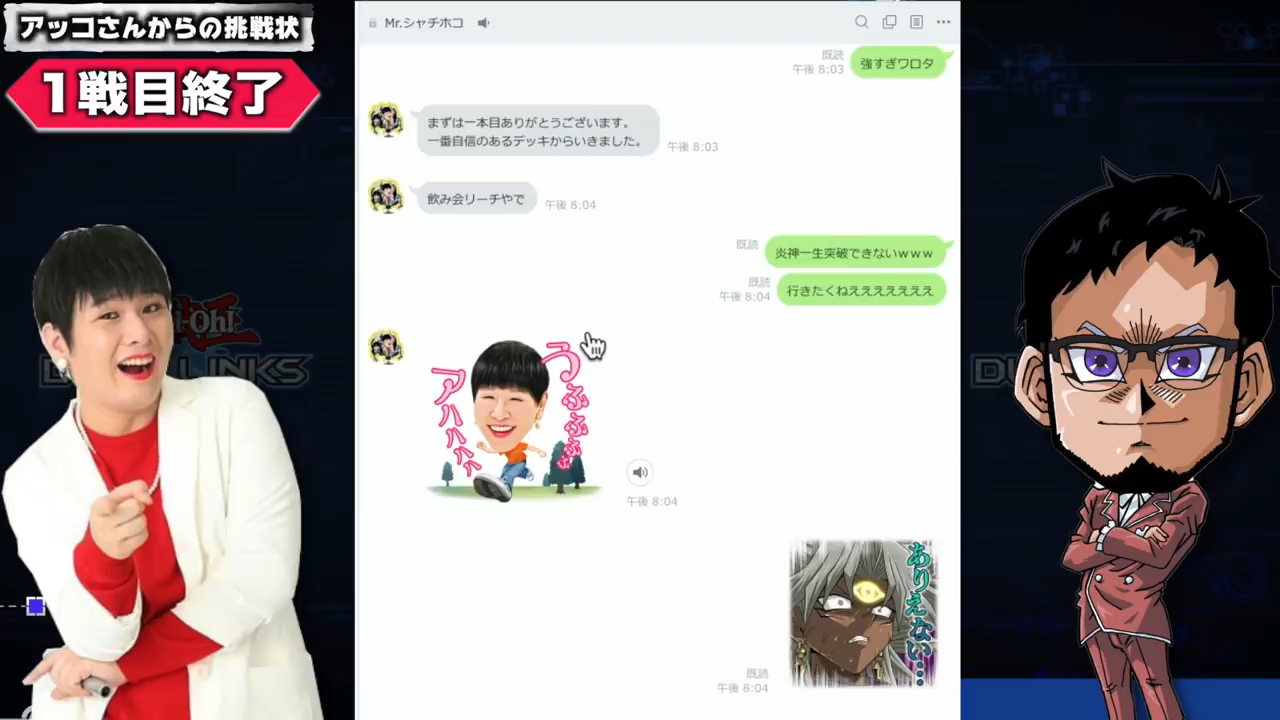 アッコさんからの挑戦状
1戦目終了
Mr.シャチホコ
既読
午後 8:03
強すぎワロタ
まずは一本目ありがとうございます。
一番自信のあるデッキからいきました。
午後 8:03
飲み会リーチやで
午後 8:04
既読
炎神一生突破できないｗｗｗ
既読
午後 8:04
行きたくねえええええええ
アハハハハ
うふふふふ
午後 8:04
ありえない…
既読
午後 8:04
-Oh!
LINKS
DU